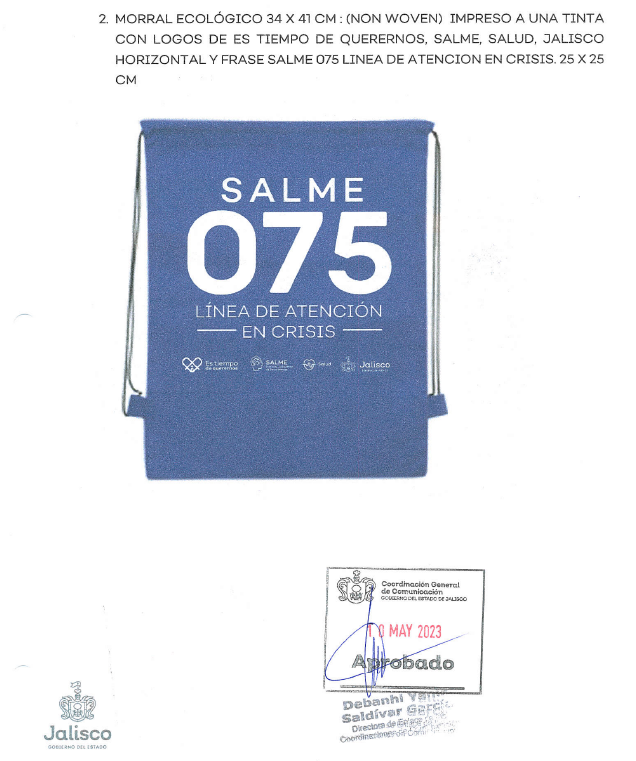 2. MORRAL ECOLÓGICO 34 X 41 CM : (NON WOVEN) IMPRESO A UNA TINTA
CON LOGOS DE ES TIEMPO DE QUERERNOS, SALME, SALUD, JALISCO
HORIZONTAL Y FRASE SALME 075 LINEA DE ATENCION EN CRISIS. 25 X 25
CM
SALME
075
LÍNEA DE ATENCIÓN
EN CRISIS
Es tiempo
de querernos
SALME
Salud
Jalisco
Coordinación General
de Comunicación
GOBIERNO DEL ESTADO DE JALISCO
MAY 2023
Aprobado
Debanhi
Saldívar
Directora de
Jalisco
GOBIERNO DEL ESTADO